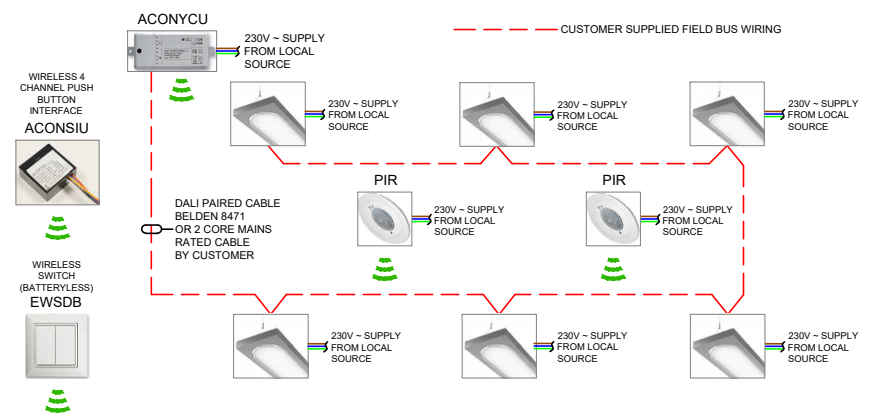 ACONYCU
230V ~ SUPPLY
FROM LOCAL
SOURCE
CUSTOMER SUPPLIED FIELD BUS WIRING
WIRELESS 4
CHANNEL PUSH
BUTTON
INTERFACE
ACONSIU
230V ~ SUPPLY
FROM LOCAL
SOURCE
230V ~ SUPPLY
FROM LOCAL
SOURCE
230V ~ SUPPLY
FROM LOCAL
SOURCE
PIR
230V ~ SUPPLY
FROM LOCAL
SOURCE
PIR
230V ~ SUPPLY
FROM LOCAL
SOURCE
DALI PAIRED CABLE
BELDEN 8471
OR 2 CORE MAINS
RATED CABLE
BY CUSTOMER
WIRELESS
SWITCH
(BATTERYLESS)
EWSDB
230V ~ SUPPLY
FROM LOCAL
SOURCE
230V ~ SUPPLY
FROM LOCAL
SOURCE
230V ~ SUPPLY
FROM LOCAL
SOURCE